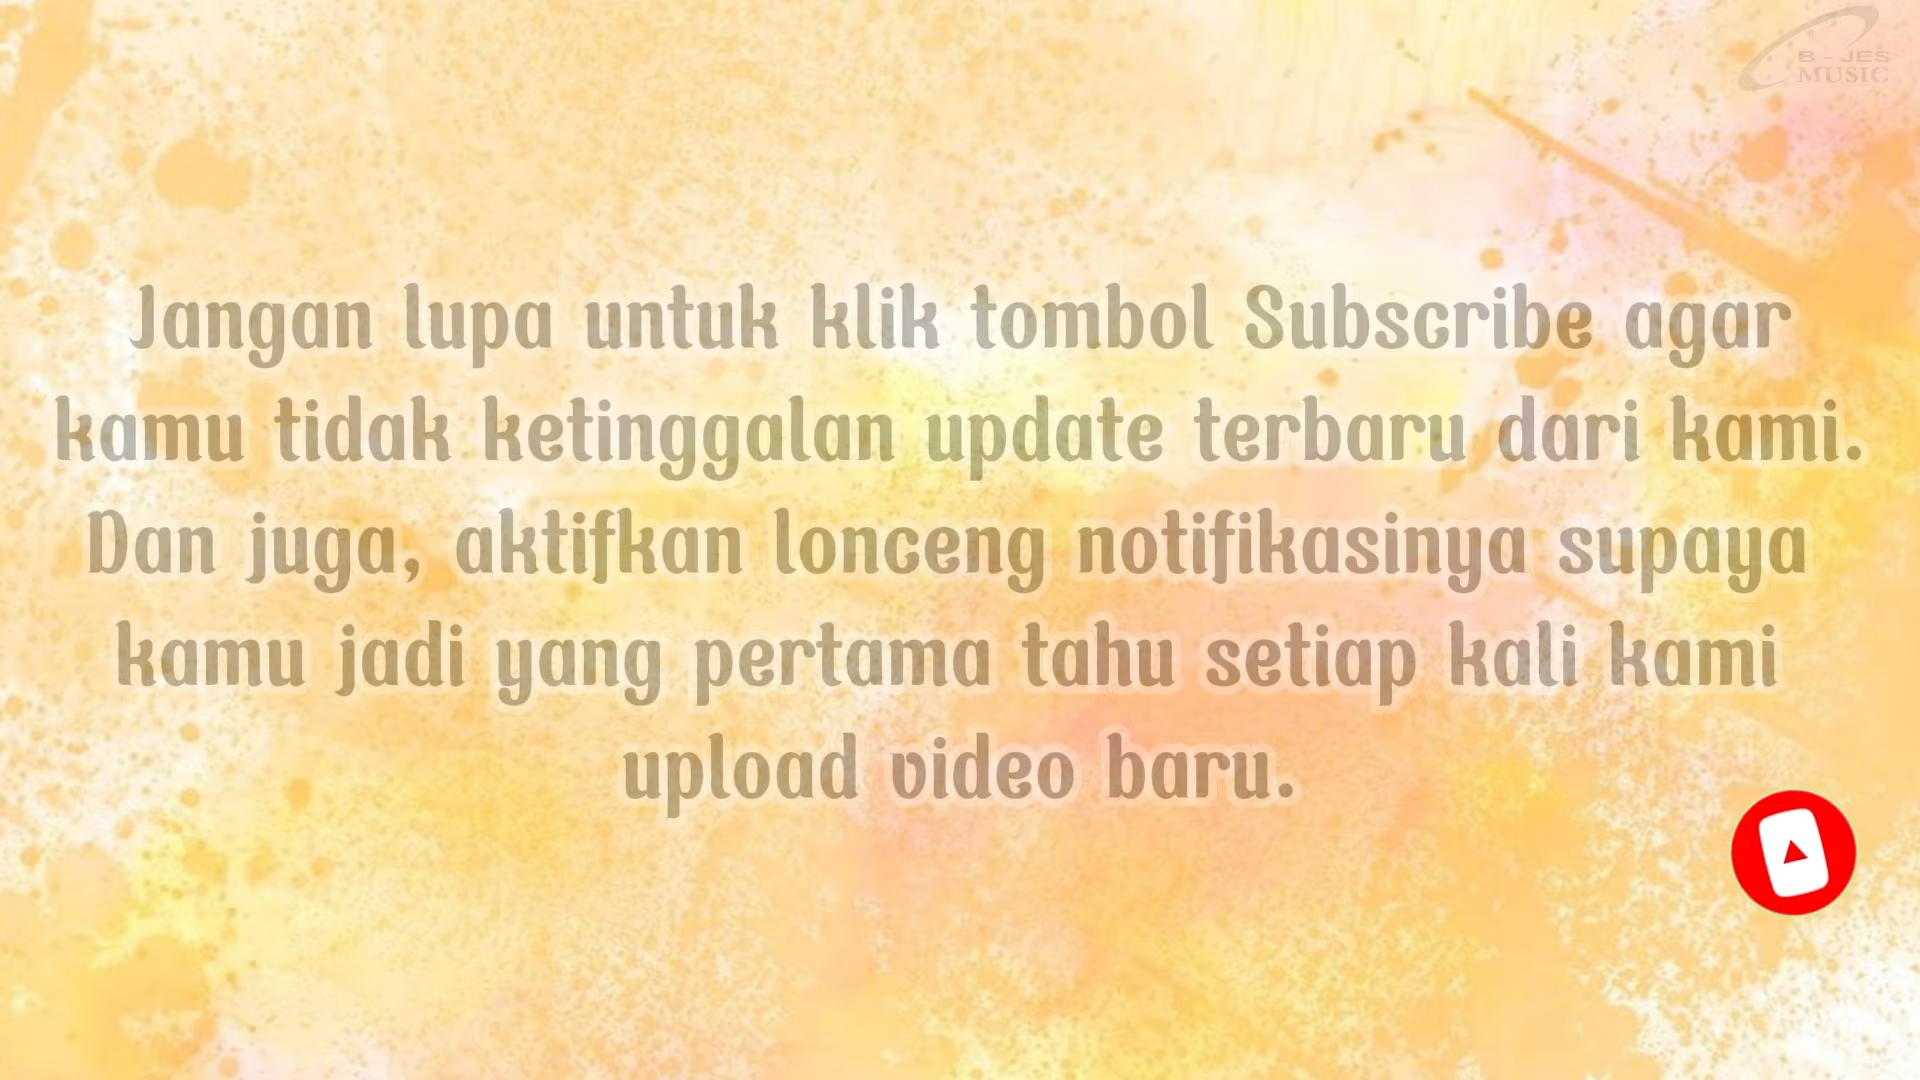 B - JES
MUSIC
Jangan lupa untuk klik tombol Subscribe agar
kamu tidak ketinggalan update terbaru dari kami.
Dan juga, aktifkan lonceng notifikasinya supaya
kamu jadi yang pertama tahu setiap kali kami
upload video baru.